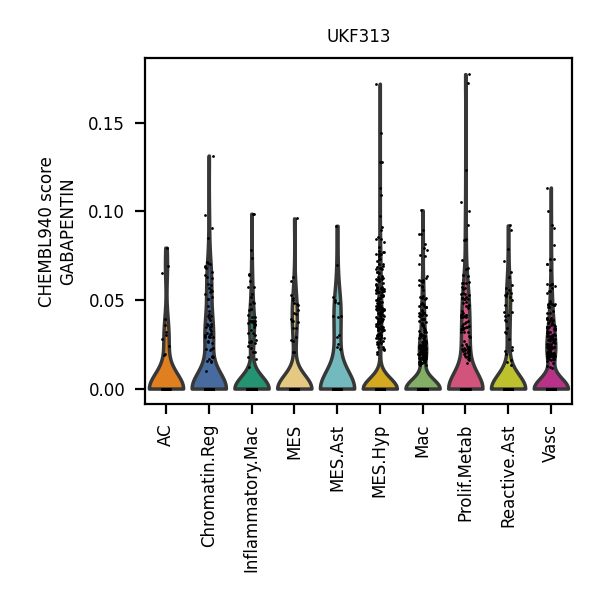 UKF313
CHEMBL940 score
GABAPENTIN
0.15
0.10
0.05
0.00
AC
Chromatin.Reg
Inflammatory.Mac
MES
MES.Ast
MES.Hyp
Mac
Prolif.Metab
Reactive.Ast
Vasc